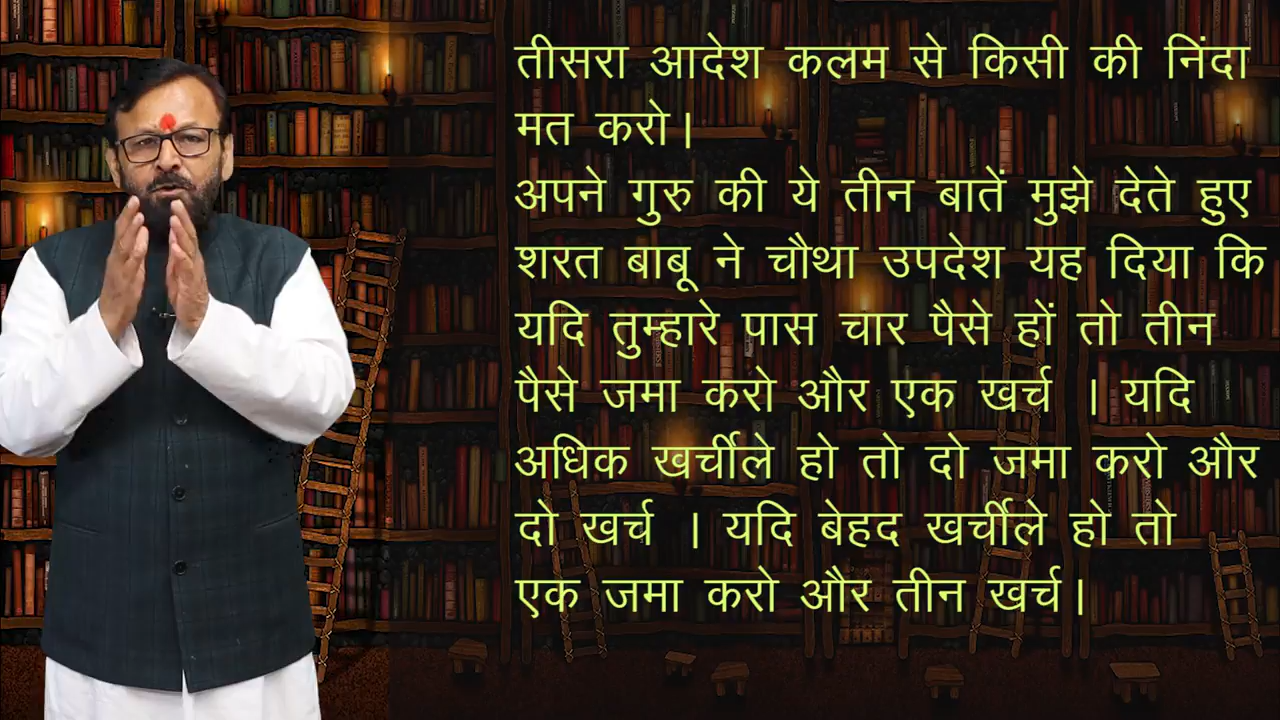 तीसरा आदेश कलम से किसी की निंदा
मत करो।
अपने गुरु की ये तीन बातें मुझे देते हुए
शरत बाबू ने चौथा उपदेश यह दिया कि
यदि तुम्हारे पास चार पैसे हों तो तीन
पैसे जमा करो और एक खर्च । यदि
अधिक खर्चीले हो तो दो जमा करो और
दो खर्च । यदि बेहद खर्चीले हो तो
एक जमा करो और तीन खर्च।